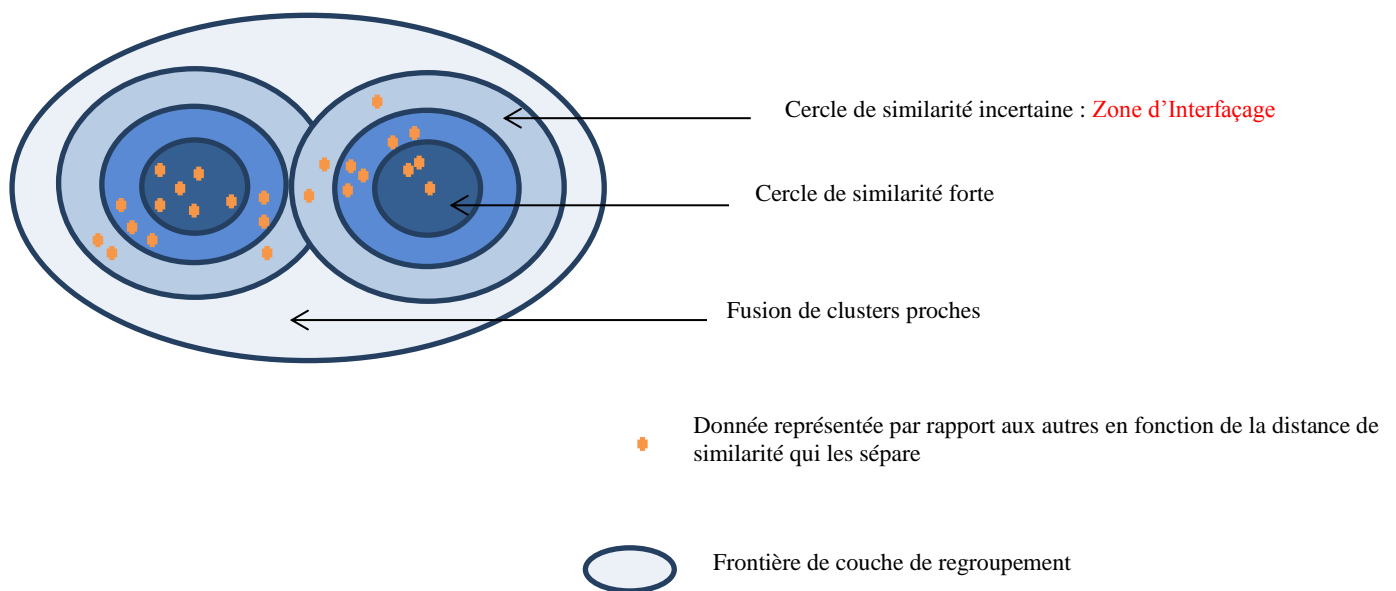 Cercle de similarité incertaine : Zone d’Interfaçage
Cercle de similarité forte
Fusion de clusters proches
Donnée représentée par rapport aux autres en fonction de la distance de
similarité qui les sépare
Frontière de couche de regroupement